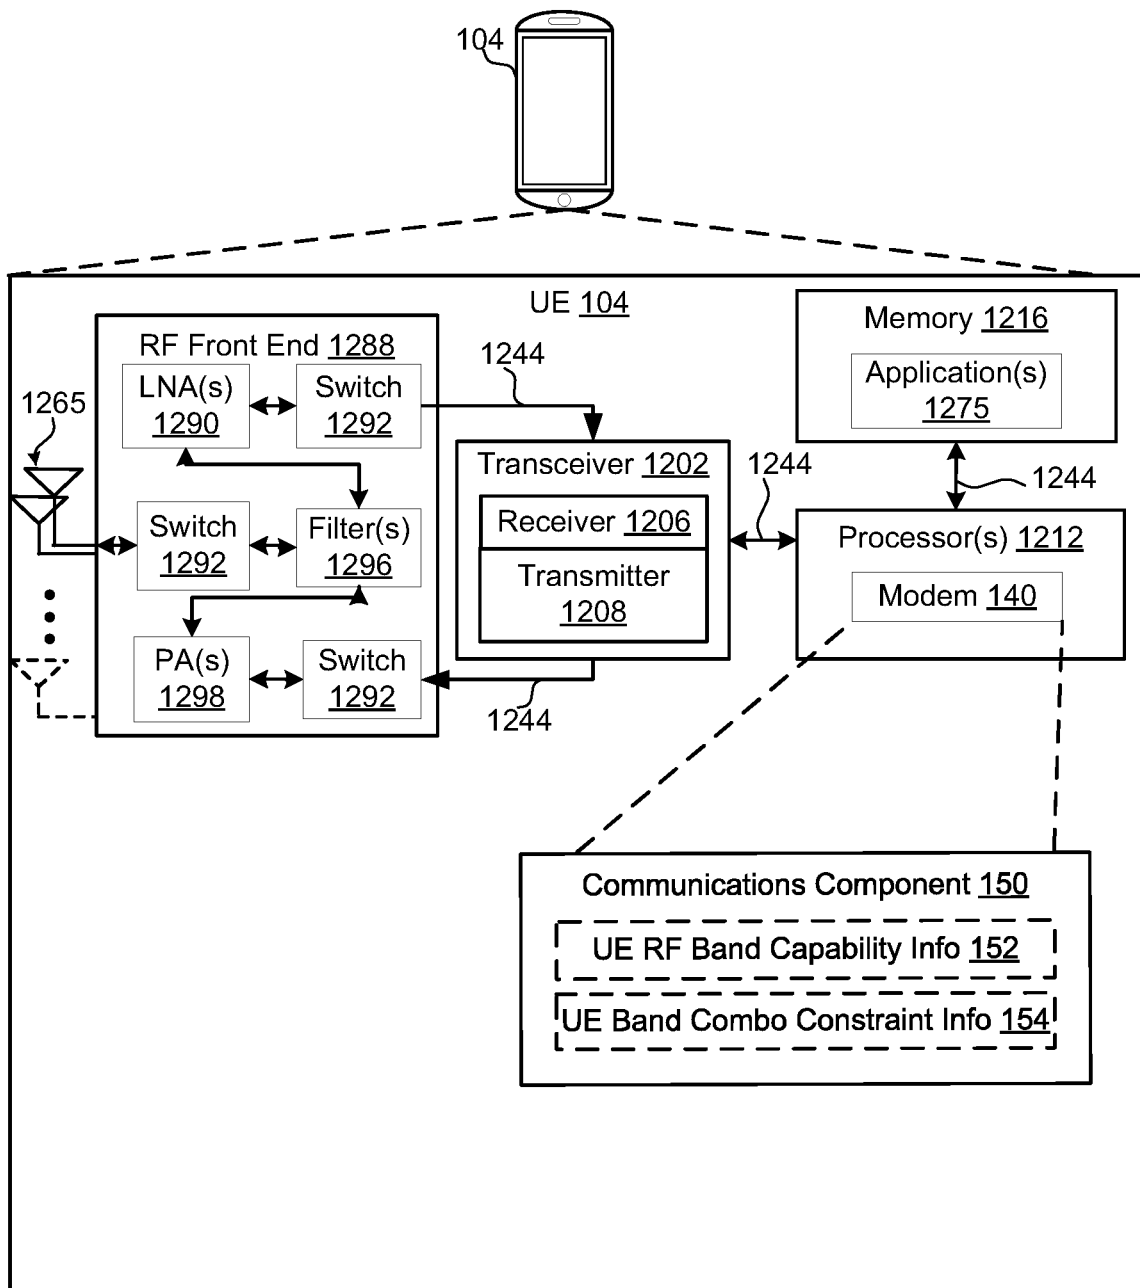 104
UE 104
RF Front End 1288
LNA(s)
1290
Switch
1292
1244
1265
Switch
1292
Filter(s)
1296
PA(s)
1298
Switch
1292
1244
Transceiver 1202
Receiver 1206
Transmitter
1208
1244
Memory 1216
Application(s)
1275
1244
Processor(s) 1212
Modem 140
Communications Component 150
UE RF Band Capability Info 152
UE Band Combo Constraint Info 154